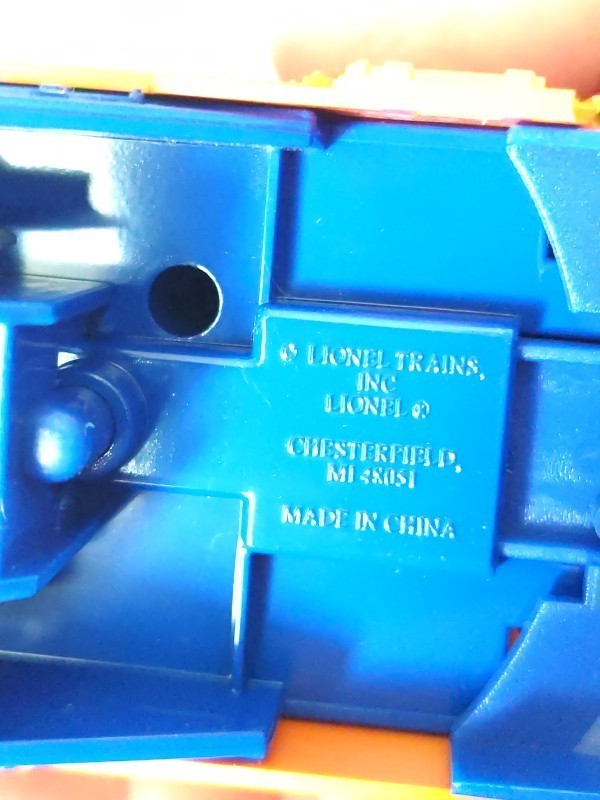 © LIONEL TRAINS,
INC
LIONEL ®
CHESTERFIELD,
MI 48051
MADE IN CHINA